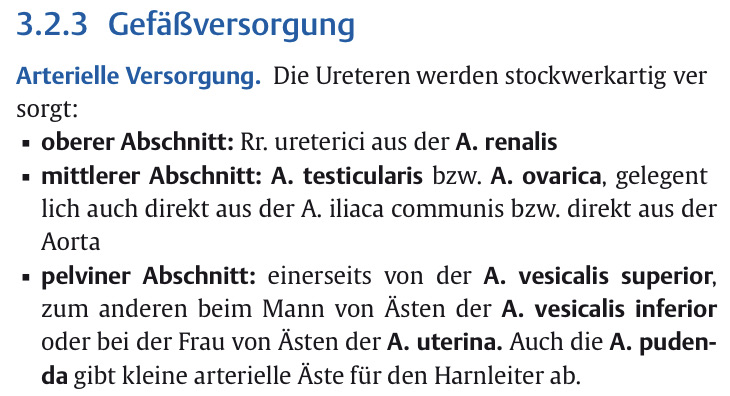 3.2.3 Gefäßversorgung
Arterielle Versorgung. Die Ureteren werden stockwerkartig ver
sorgt:
▪ oberer Abschnitt: Rr. ureterici aus der A. renalis
▪ mittlerer Abschnitt: A. testicularis bzw. A. ovarica, gelegent
lich auch direkt aus der A. iliaca communis bzw. direkt aus der
Aorta
▪ pelviner Abschnitt: einerseits von der A. vesicalis superior,
zum anderen beim Mann von Ästen der A. vesicalis inferior
oder bei der Frau von Ästen der A. uterina. Auch die A. puden-
da gibt kleine arterielle Äste für den Harnleiter ab.